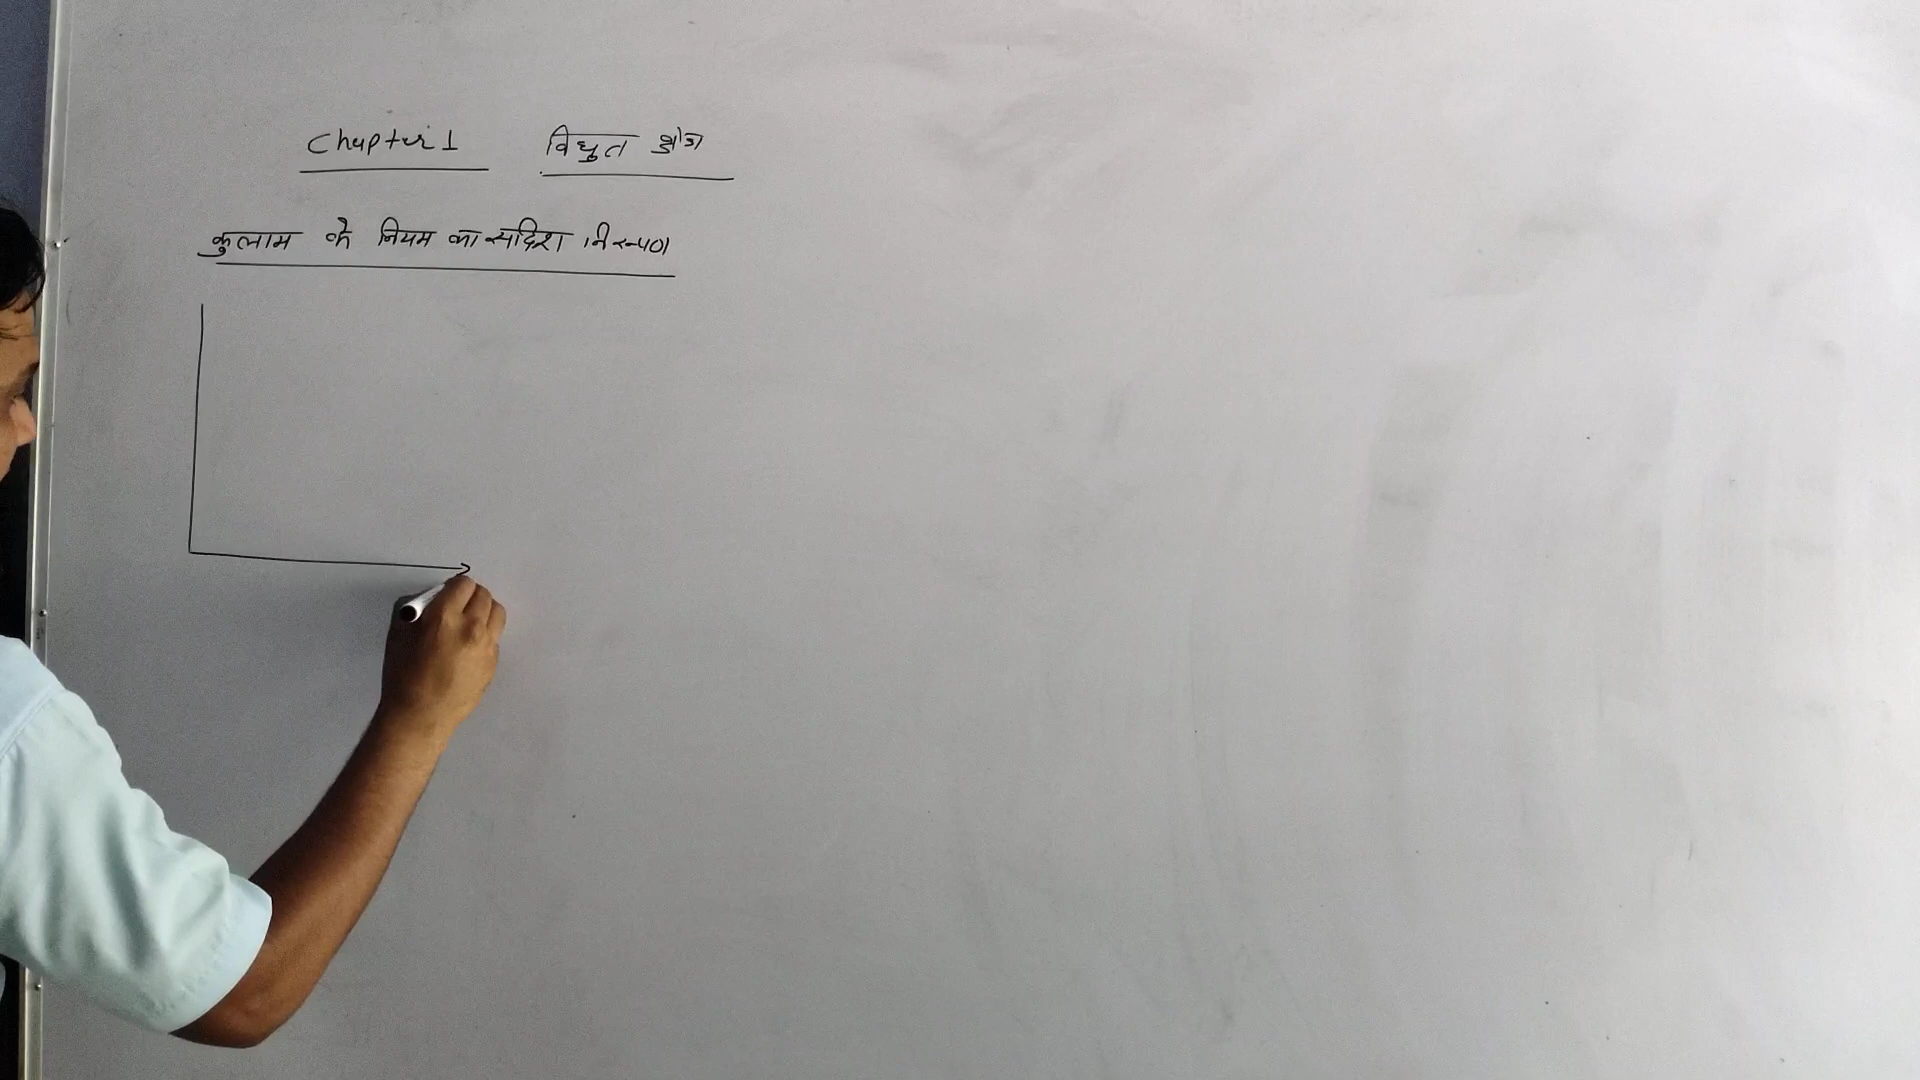 Chapter 1 विधुत क्षेत्र
कुलाम के नियम का सदिश निरूपण